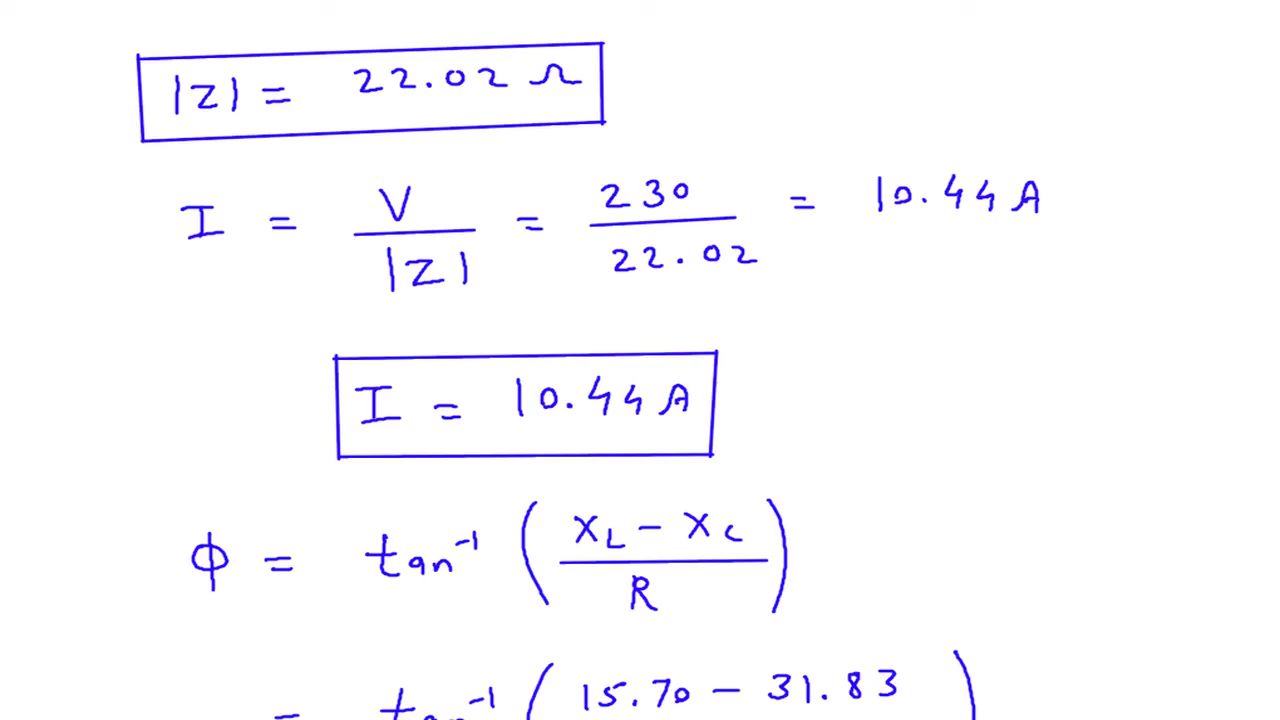 |Z| = 22.02 Ω
I = V / |Z| = 230 / 22.02 = 10.44 A
I = 10.44 A
ϕ = tan⁻¹ ( X_L − X_C / R )
= tan⁻¹ ( 15.70 − 31.83 )